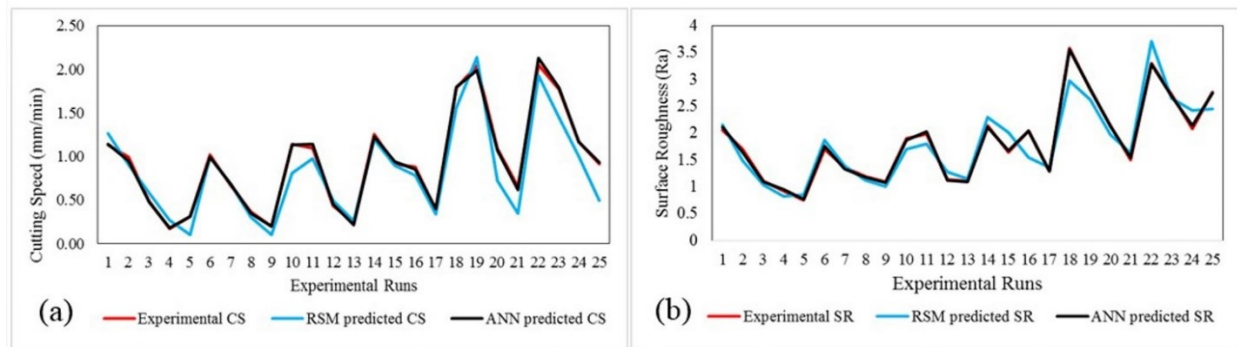 2.50
2.00
1.50
1.00
0.50
0.00
Cutting Speed (mm/min)
1 2 3 4 5 6 7 8 9 10 11 12 13 14 15 16 17 18 19 20 21 22 23 24 25
Experimental Runs
(a)
Experimental CS RSM predicted CS ANN predicted CS
4
3.5
3
2.5
2
1.5
1
0.5
0
Surface Roughness (Ra)
1 2 3 4 5 6 7 8 9 10 11 12 13 14 15 16 17 18 19 20 21 22 23 24 25
Experimental Runs
(b)
Experimental SR RSM predicted SR ANN predicted SR